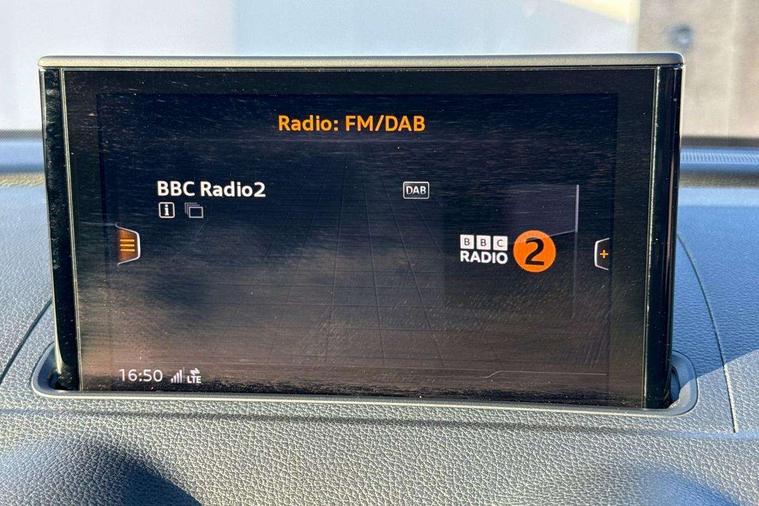 Radio: FM/DAB
BBC Radio2
DAB
i
BBC
RADIO 2
16:50 LTE